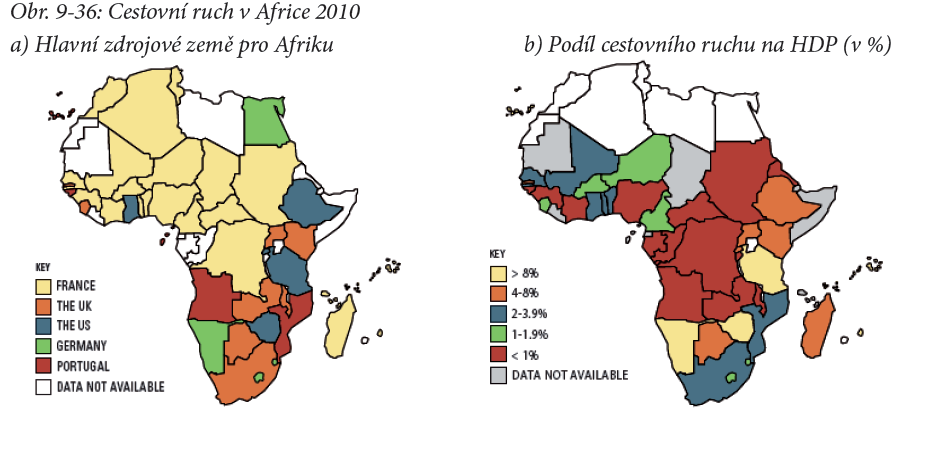 Obr. 9-36: Cestovní ruch v Africe 2010
a) Hlavní zdrojové země pro Afriku
b) Podíl cestovního ruchu na HDP (v %)
KEY
FRANCE
THE UK
THE US
GERMANY
PORTUGAL
DATA NOT AVAILABLE
KEY
> 8%
4-8%
2-3.9%
1-1.9%
< 1%
DATA NOT AVAILABLE